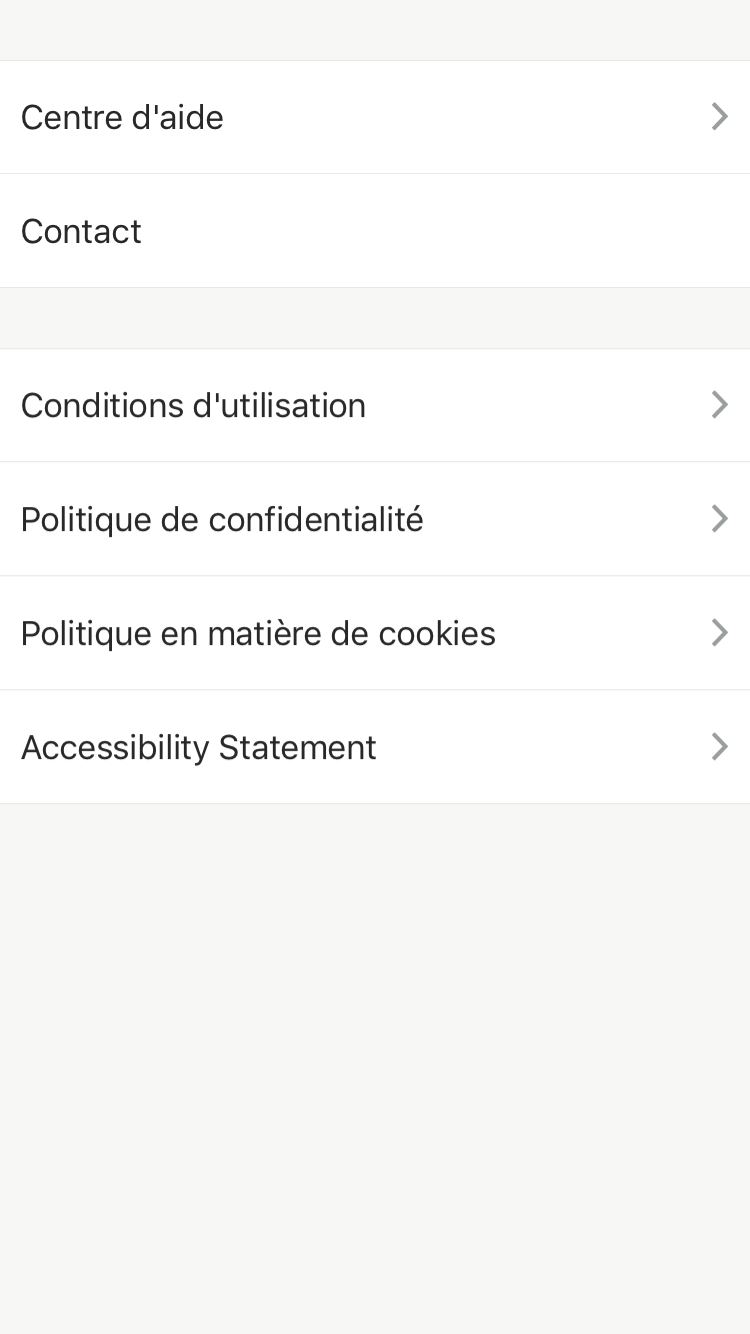 Centre d'aide
Contact
Conditions d'utilisation
Politique de confidentialité
Politique en matière de cookies
Accessibility Statement